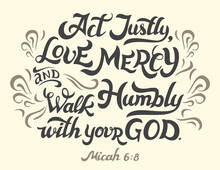 Act Justly,
LOVE MERCY,
AND Walk Humbly
with your GOD.
Micah 6:8